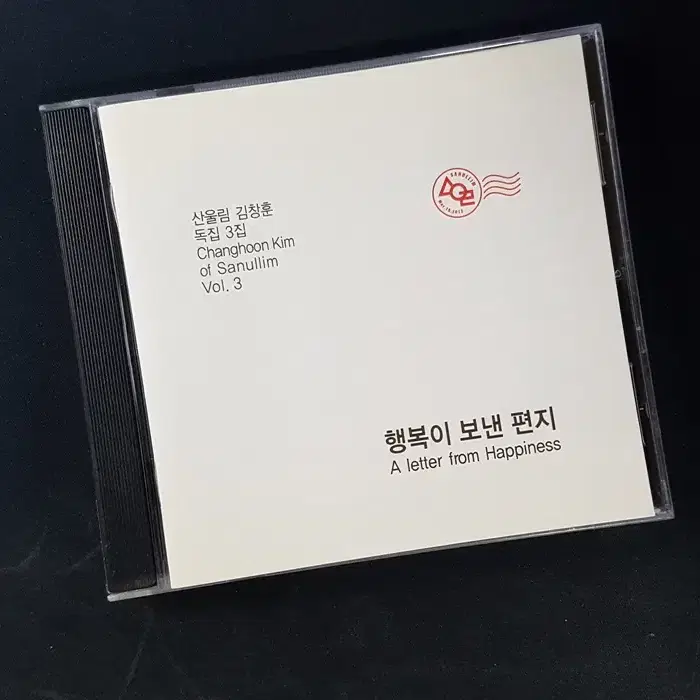 산울림 김창훈
독집 3집
Changhoon Kim
of Sanullim
Vol. 3
SANULLIM
행복이 보낸 편지
A letter from Happiness